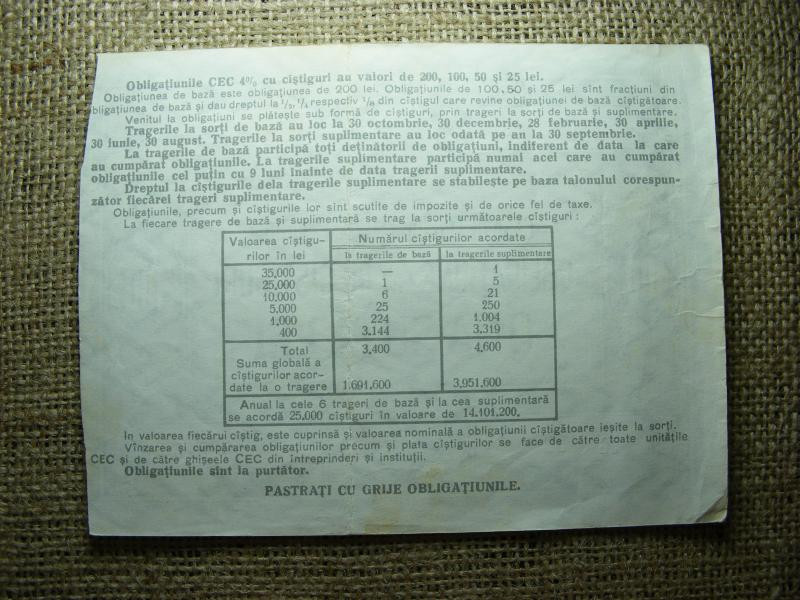 Obligațiunile CEC 4% cu cîștiguri au valori de 200, 100, 50 și 25 lei.
Obligațiunea de bază este obligațiunea de 200 lei. Obligațiunile de 100, 50 și 25 lei sînt fracțiuni din
bligațiunea de bază și dau dreptul la 1/2, 1/4 respectiv 1/8 din cîștigul care revine obligațiunei de bază cîștigătoare.
Venitul la obligațiuni se plătește sub formă de cîștiguri, prin trageri la sorți de bază și suplimentare.
Tragerile la sorți de bază au loc la 30 octombrie, 30 decembrie, 28 februarie, 30 aprilie,
30 iunie, 30 august. Tragerile la sorți suplimentare au loc odată pe an la 30 septembrie.
La tragerile de bază participă toți deținătorii de obligațiuni, indiferent de data la care
au cumpărat obligațiunile. La tragerile suplimentare participă numai acei care au cumpărat
obligațiunile cel puțin cu 9 luni înainte de data tragerii suplimentare.
Dreptul la cîștigurile dela tragerile suplimentare se stabilește pe baza talonului corespun-
zător fiecărei trageri suplimentare.
Obligațiunile, precum și cîștigurile lor sînt scutite de impozite și de orice fel de taxe.
La fiecare tragere de bază și suplimentară se trag la sorți următoarele cîștiguri :
Valoarea cîștigu-
rilor în lei
Numărul cîștigurilor acordate
la tragerile de bază la tragerile suplimentare
35.000 — 1
25.000 1 5
10.000 6 21
5.000 25 250
1.000 224 1.004
400 3.144 3.319
Total 3.400 4.600
Suma globală a
cîștigurilor acor-
date la o tragere 1.691.600 3.951.600
Anual la cele 6 trageri de bază și la cea suplimentară
se acordă 25.000 cîștiguri în valoare de 14.101.200.
In valoarea fiecărui cîștig, este cuprinsă și valoarea nominală a obligațiunii cîștigătoare ieșite la sorți.
Vînzarea și cumpărarea obligațiunilor precum și plata cîștigurilor se face de către toate unitățile
CEC și de către ghișeele CEC din întreprinderi și instituții.
Obligațiunile sînt la purtător.
PASTRAȚI CU GRIJE OBLIGAȚIUNILE.